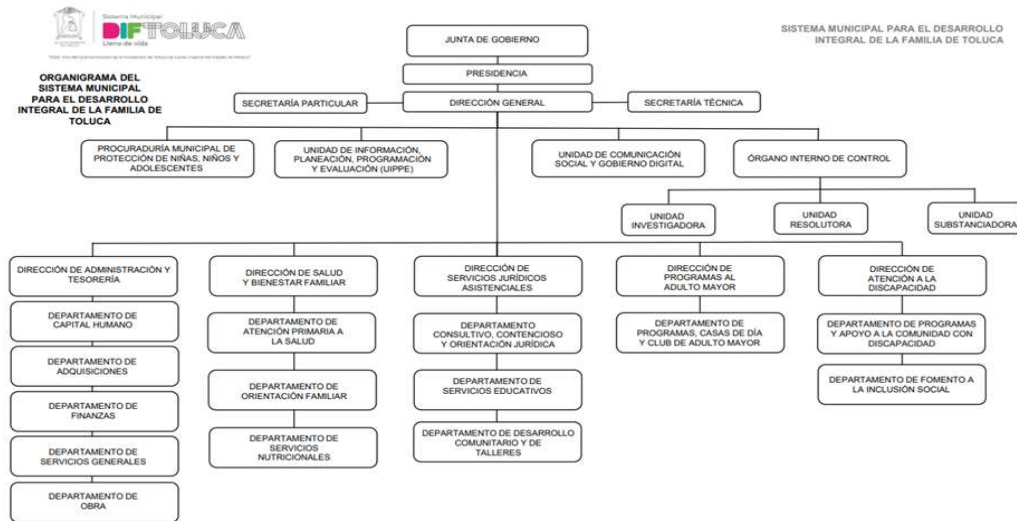 Sistema Municipal
DIF TOLUCA
Llena de vida
SISTEMA MUNICIPAL PARA EL DESARROLLO
INTEGRAL DE LA FAMILIA DE TOLUCA
ORGANIGRAMA DEL
SISTEMA MUNICIPAL
PARA EL DESARROLLO
INTEGRAL DE LA FAMILIA DE
TOLUCA
JUNTA DE GOBIERNO
PRESIDENCIA
SECRETARÍA PARTICULAR
DIRECCIÓN GENERAL
SECRETARÍA TÉCNICA
PROCURADURÍA MUNICIPAL DE
PROTECCIÓN DE NIÑAS, NIÑOS Y
ADOLESCENTES
UNIDAD DE INFORMACIÓN,
PLANEACIÓN, PROGRAMACIÓN
Y EVALUACIÓN (UIPPE)
UNIDAD DE COMUNICACIÓN
SOCIAL Y GOBIERNO DIGITAL
ÓRGANO INTERNO DE CONTROL
UNIDAD
INVESTIGADORA
UNIDAD
RESOLUTORA
UNIDAD
SUBSTANCIADORA
DIRECCIÓN DE ADMINISTRACIÓN Y
TESORERÍA
DEPARTAMENTO DE
CAPITAL HUMANO
DEPARTAMENTO DE
ADQUISICIONES
DEPARTAMENTO DE
FINANZAS
DEPARTAMENTO DE
SERVICIOS GENERALES
DEPARTAMENTO DE
OBRA
DIRECCIÓN DE SALUD
Y BIENESTAR FAMILIAR
DEPARTAMENTO DE
ATENCIÓN PRIMARIA A
LA SALUD
DEPARTAMENTO DE
ORIENTACIÓN FAMILIAR
DEPARTAMENTO DE
SERVICIOS
NUTRICIONALES
DIRECCIÓN DE
SERVICIOS JURÍDICOS
ASISTENCIALES
DEPARTAMENTO
CONSULTIVO, CONTENCIOSO
Y ORIENTACIÓN JURÍDICA
DEPARTAMENTO DE
SERVICIOS EDUCATIVOS
DEPARTAMENTO DE DESARROLLO
COMUNITARIO Y DE
TALLERES
DIRECCIÓN DE
PROGRAMAS AL
ADULTO MAYOR
DEPARTAMENTO DE
PROGRAMAS, CASAS DE DÍA
Y CLUB DE ADULTO MAYOR
DIRECCIÓN DE
ATENCIÓN A LA
DISCAPACIDAD
DEPARTAMENTO DE PROGRAMAS
Y APOYO A LA COMUNIDAD CON
DISCAPACIDAD
DEPARTAMENTO DE FOMENTO A
LA INCLUSIÓN SOCIAL